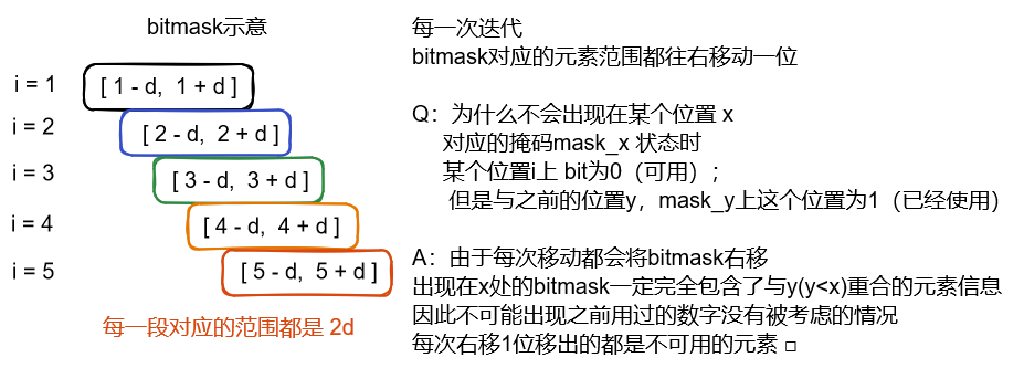 bitmask示意
i = 1
[ 1 - d, 1 + d ]
i = 2
[ 2 - d, 2 + d ]
i = 3
[ 3 - d, 3 + d ]
i = 4
[ 4 - d, 4 + d ]
i = 5
[ 5 - d, 5 + d ]
每一段对应的范围都是 2d
每一次迭代
bitmask对应的元素范围都往右移动一位
Q：为什么不会出现在某个位置 x
对应的掩码mask_x 状态时
某个位置i上 bit为0（可用）;
但是与之前的位置y，mask_y上这个位置为1（已经使用）
A：由于每次移动都会将bitmask右移
出现在x处的bitmask一定完全包含了与y(y<x)重合的元素信息
因此不可能出现之前用过的数字没有被考虑的情况
每次右移1位移出的都是不可用的元素 □